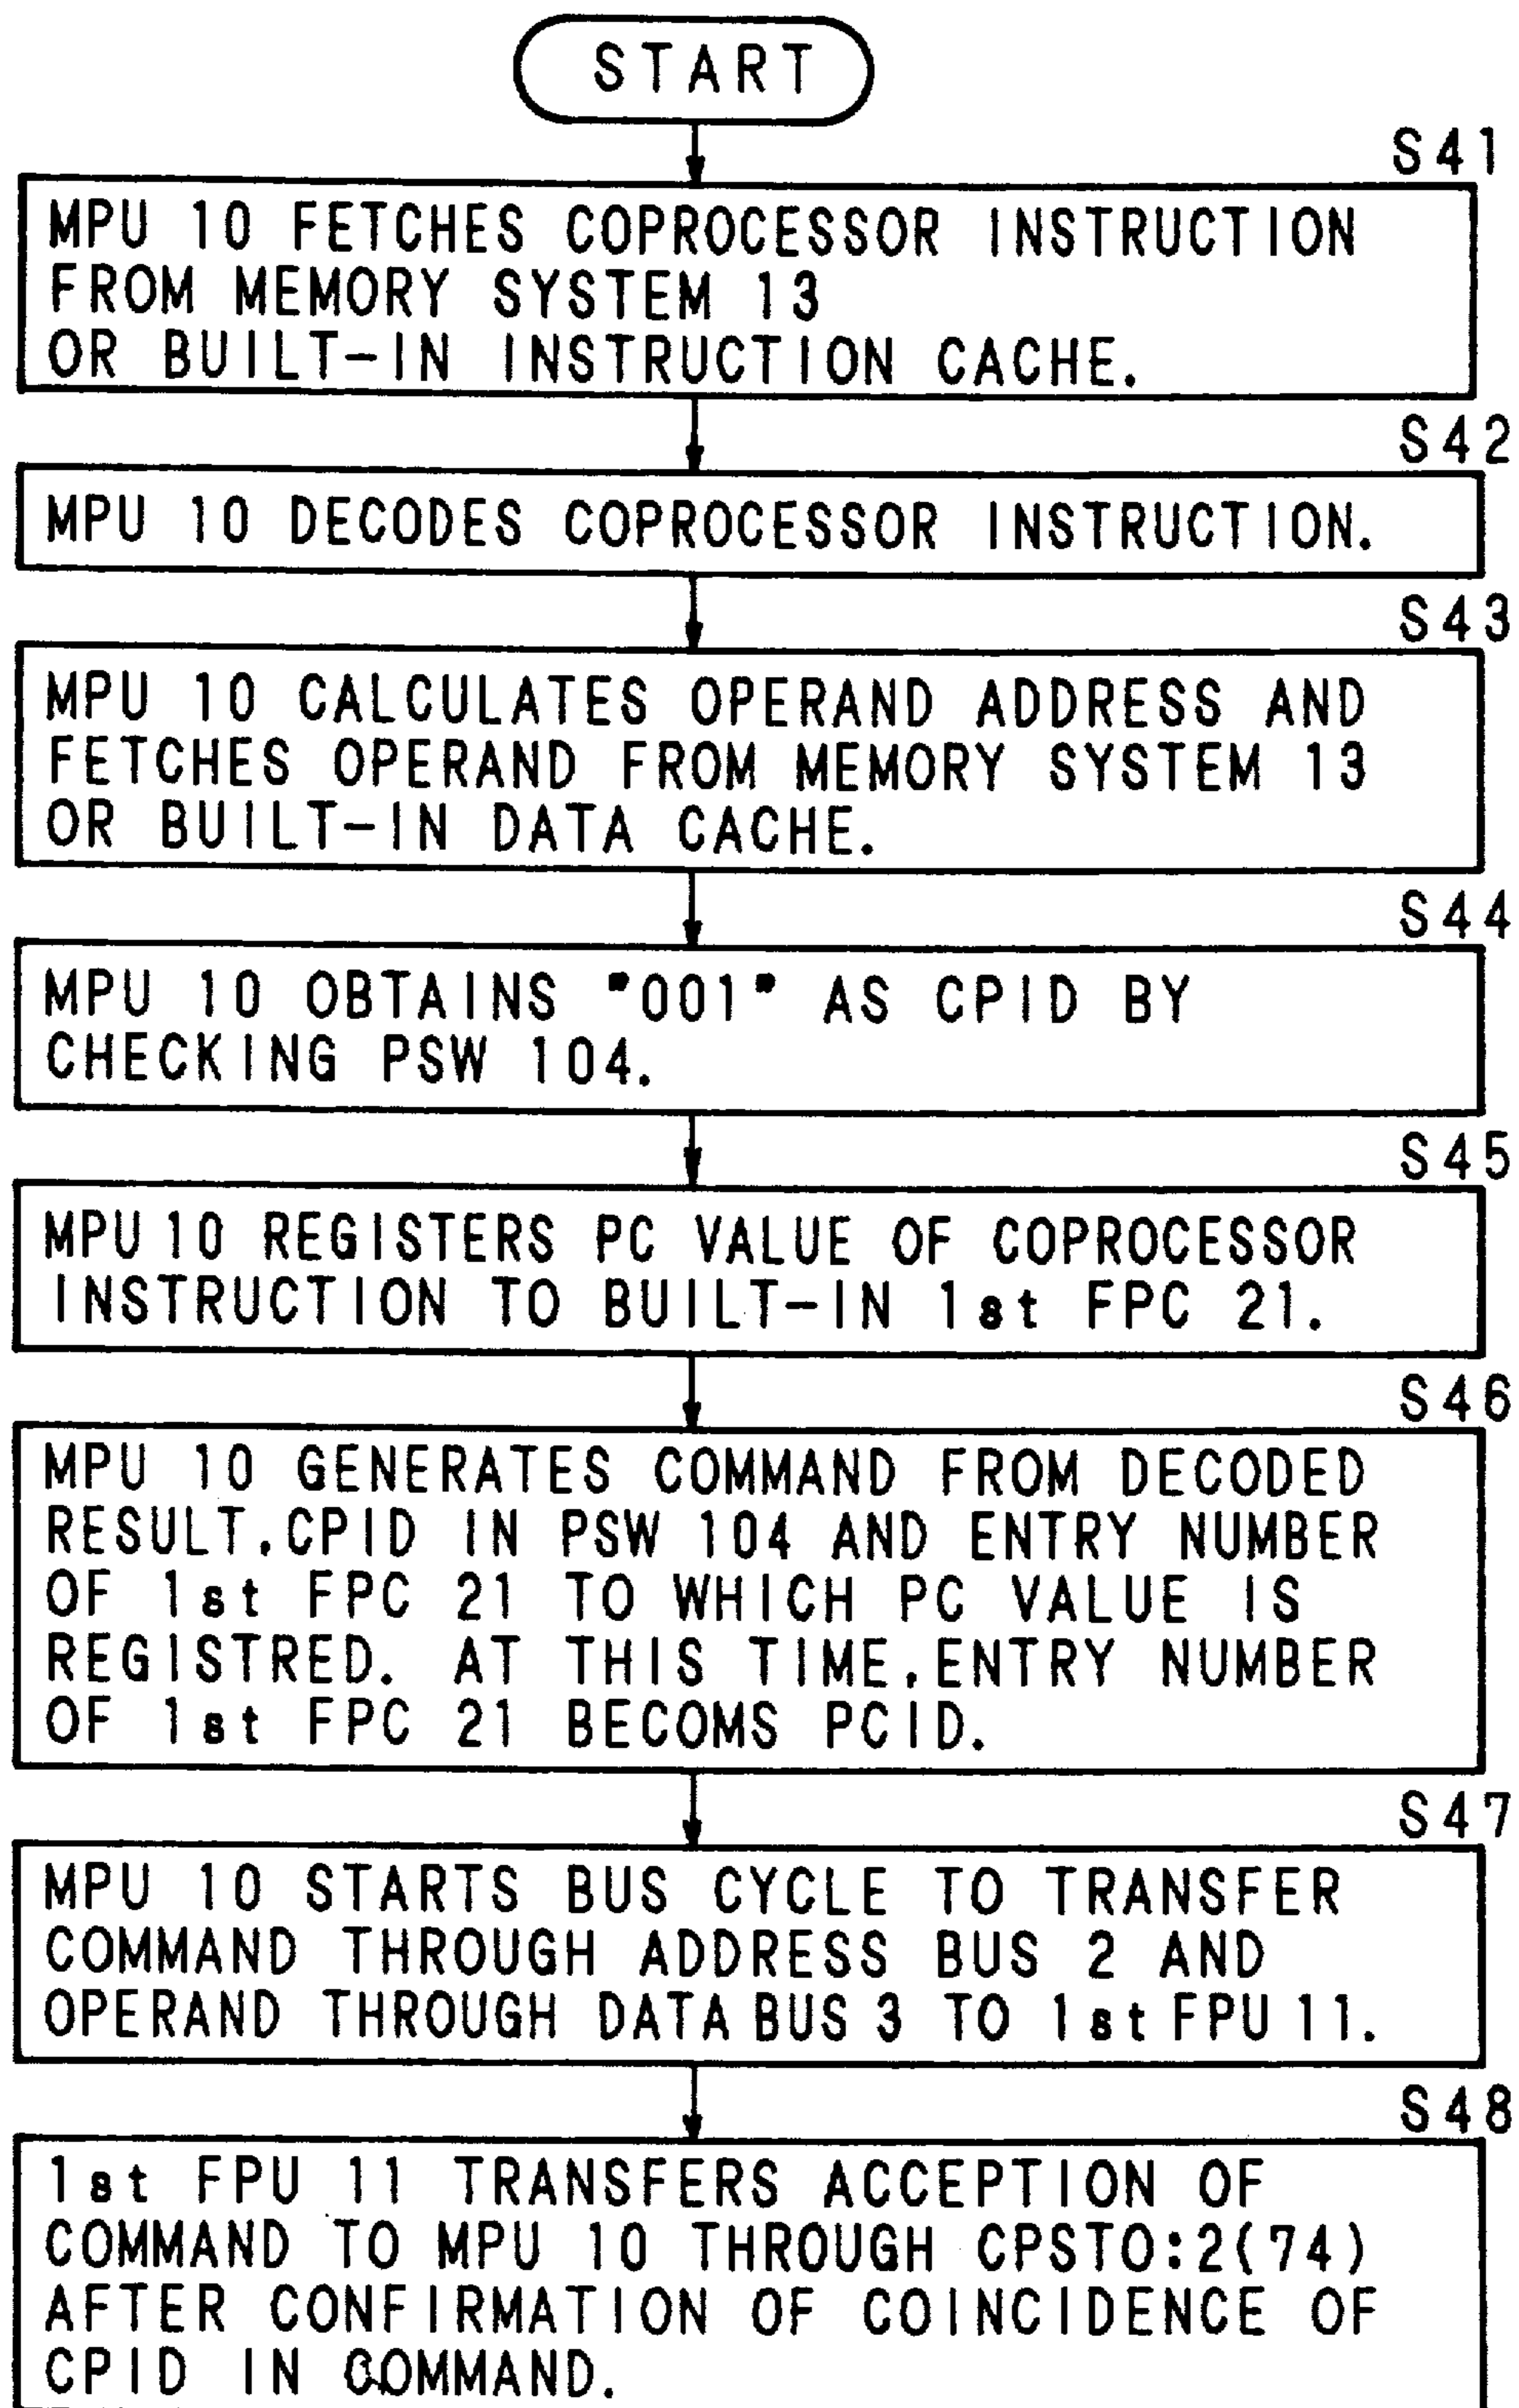 START
S41
MPU 10 FETCHES COPROCESSOR INSTRUCTION
FROM MEMORY SYSTEM 13
OR BUILT-IN INSTRUCTION CACHE.
S42
MPU 10 DECODES COPROCESSOR INSTRUCTION.
S43
MPU 10 CALCULATES OPERAND ADDRESS AND
FETCHES OPERAND FROM MEMORY SYSTEM 13
OR BUILT-IN DATA CACHE.
S44
MPU 10 OBTAINS "001" AS CPID BY
CHECKING PSW 104.
S45
MPU 10 REGISTERS PC VALUE OF COPROCESSOR
INSTRUCTION TO BUILT-IN 1st FPC 21.
S46
MPU 10 GENERATES COMMAND FROM DECODED
RESULT,CPID IN PSW 104 AND ENTRY NUMBER
OF 1st FPC 21 TO WHICH PC VALUE IS
REGISTRED. AT THIS TIME,ENTRY NUMBER
OF 1st FPC 21 BECOMS PCID.
S47
MPU 10 STARTS BUS CYCLE TO TRANSFER
COMMAND THROUGH ADDRESS BUS 2 AND
OPERAND THROUGH DATA BUS 3 TO 1st FPU 11.
S48
1st FPU 11 TRANSFERS ACCEPTION OF
COMMAND TO MPU 10 THROUGH CPST0:2(74)
AFTER CONFIRMATION OF COINCIDENCE OF
CPID IN COMMAND.